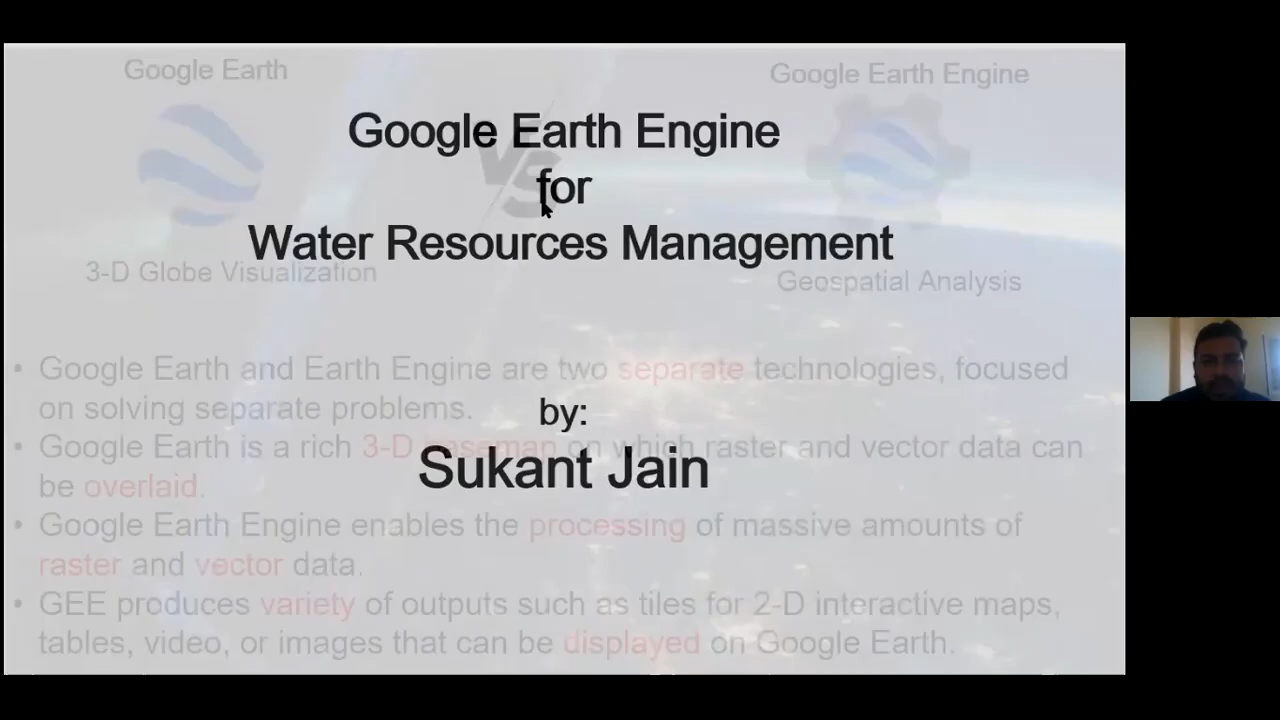 Google Earth
Google Earth Engine
Google Earth Engine
VS
for
Water Resources Management
3-D Globe Visualization
Geospatial Analysis
• Google Earth and Earth Engine are two separate technologies, focused
on solving separate problems.
by:
• Google Earth is a rich 3-D basemap on which raster and vector data can
Sukant Jain
be overlaid.
• Google Earth Engine enables the processing of massive amounts of
raster and vector data.
• GEE produces variety of outputs such as tiles for 2-D interactive maps,
tables, video, or images that can be displayed on Google Earth.